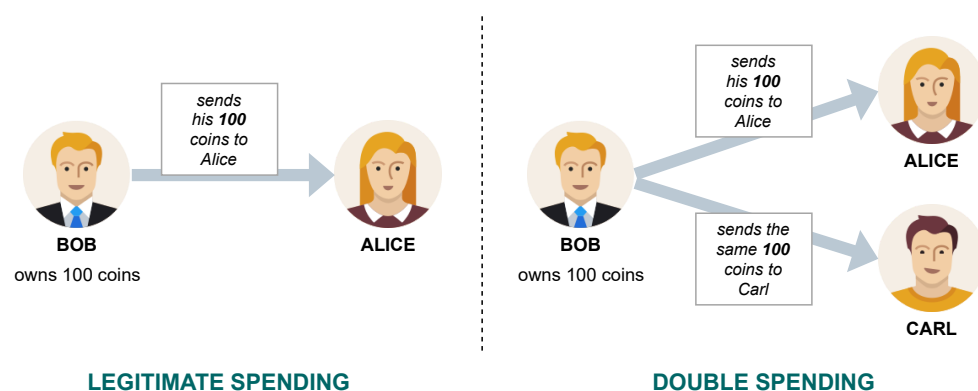 sends
his 100
coins to
Alice
BOB
owns 100 coins
ALICE
LEGITIMATE SPENDING
sends
his 100
coins to
Alice
ALICE
BOB
owns 100 coins
sends the
same 100
coins to
Carl
CARL
DOUBLE SPENDING